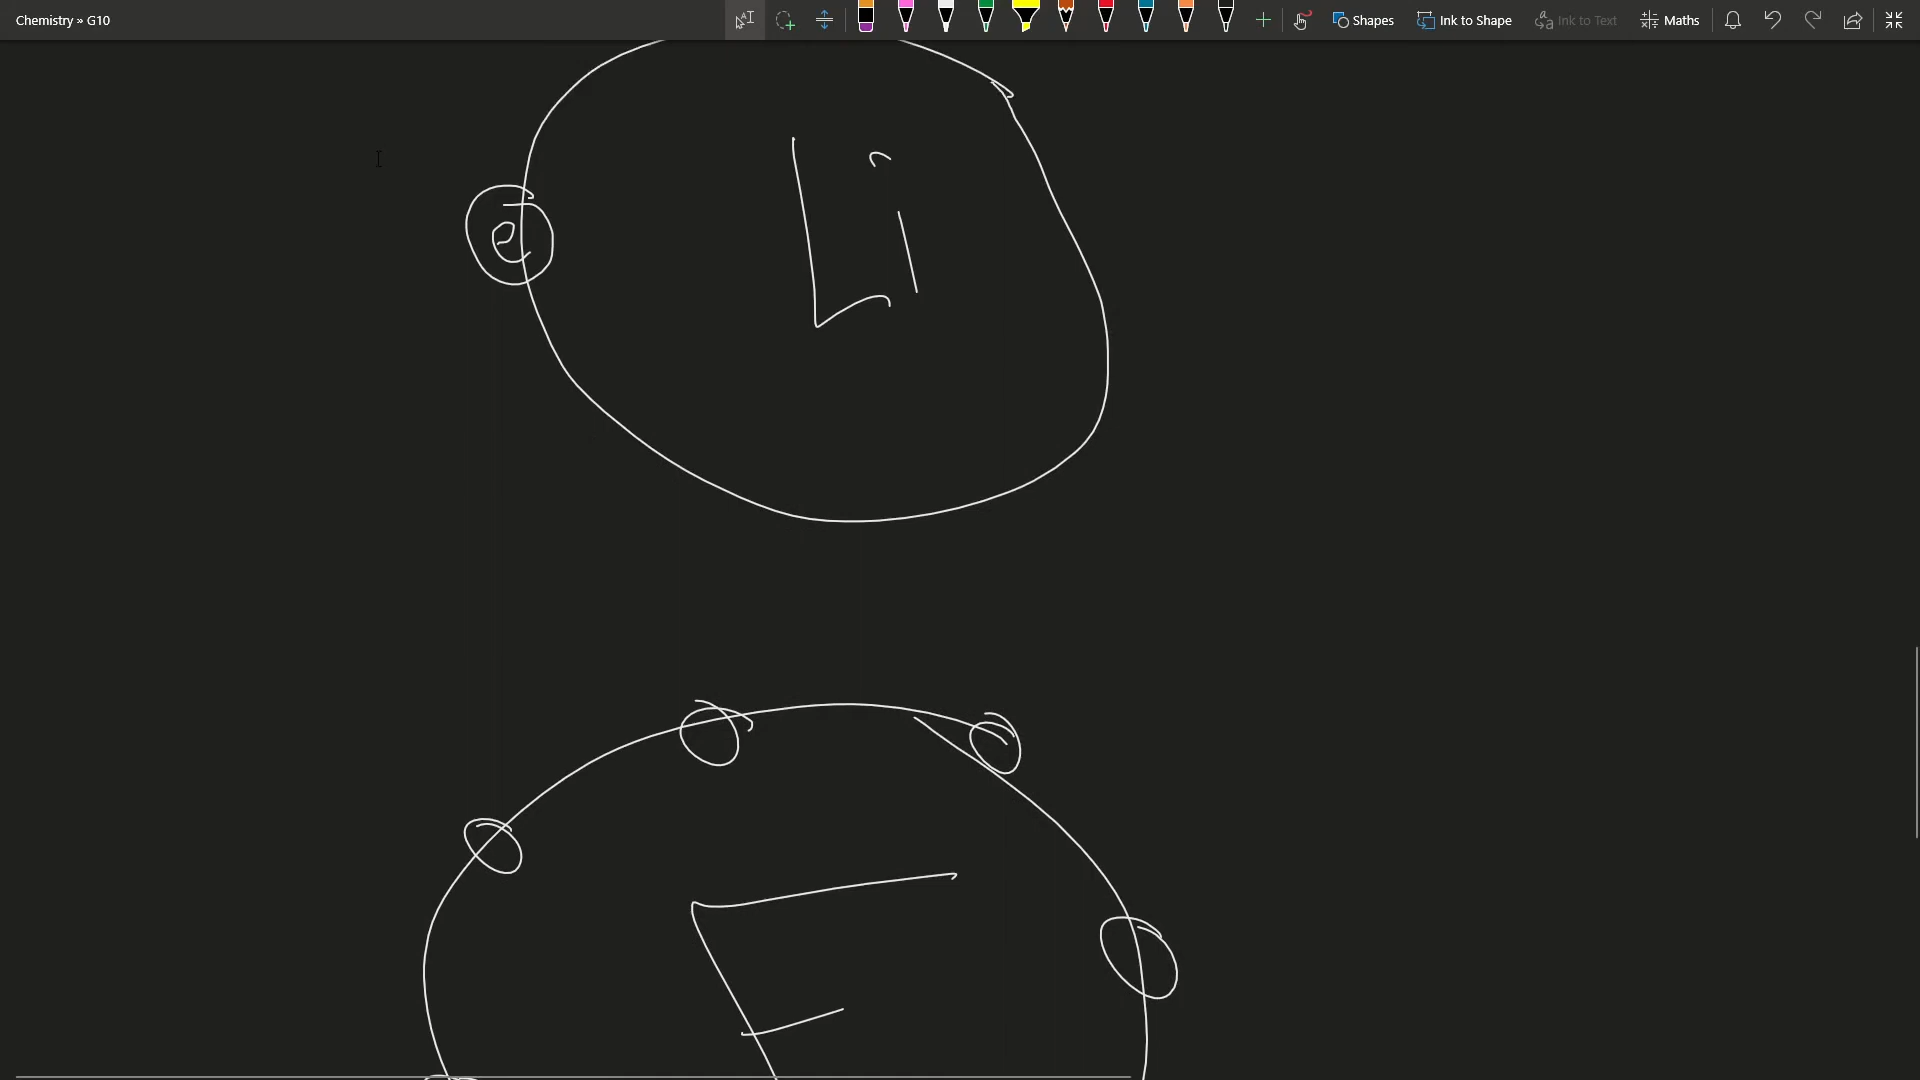 Chemistry » G10
Shapes
Ink to Shape
Ink to Text
Maths
e
Li
F